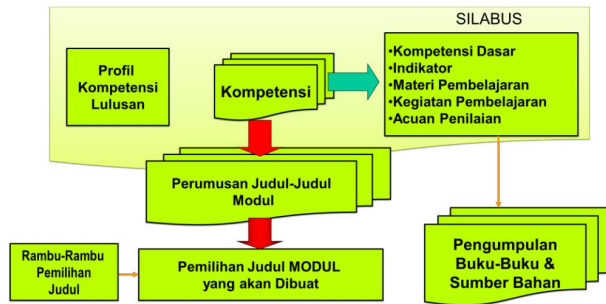 SILABUS
Profil
Kompetensi
Lulusan
Kompetensi
•Kompetensi Dasar
•Indikator
•Materi Pembelajaran
•Kegiatan Pembelajaran
•Acuan Penilaian
Perumusan Judul-Judul
Modul
Rambu-Rambu
Pemilihan
Judul
Pemilihan Judul MODUL
yang akan Dibuat
Pengumpulan
Buku-Buku &
Sumber Bahan